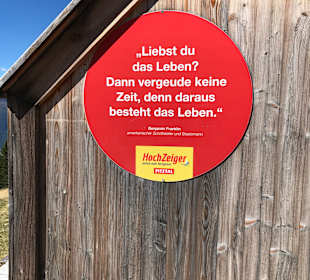 „Liebst du
das Leben?
Dann vergeude keine
Zeit, denn daraus
besteht das Leben.“
Benjamin Franklin
amerikanischer Schriftsteller und Staatsmann
HochZeiger
PITZTAL